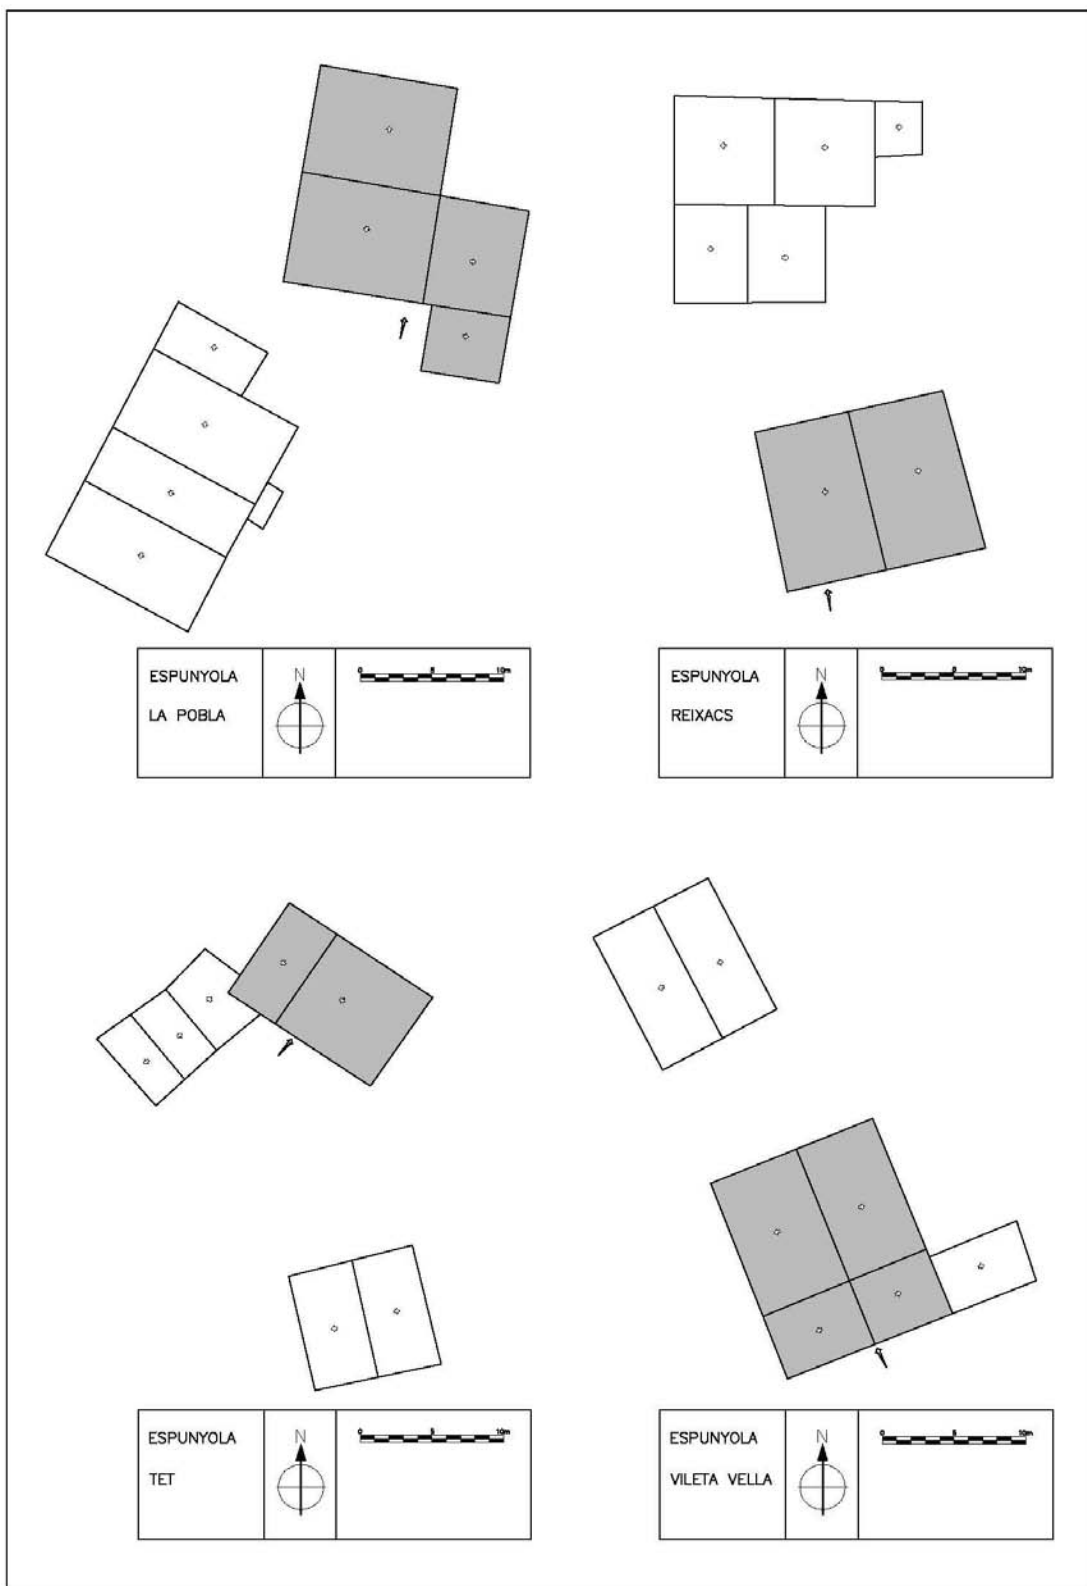 ESPUNYOLA
LA POBLA
N
0 5 10m
ESPUNYOLA
REIXACS
N
0 5 10m
ESPUNYOLA
TET
N
0 5 10m
ESPUNYOLA
VILETA VELLA
N
0 5 10m